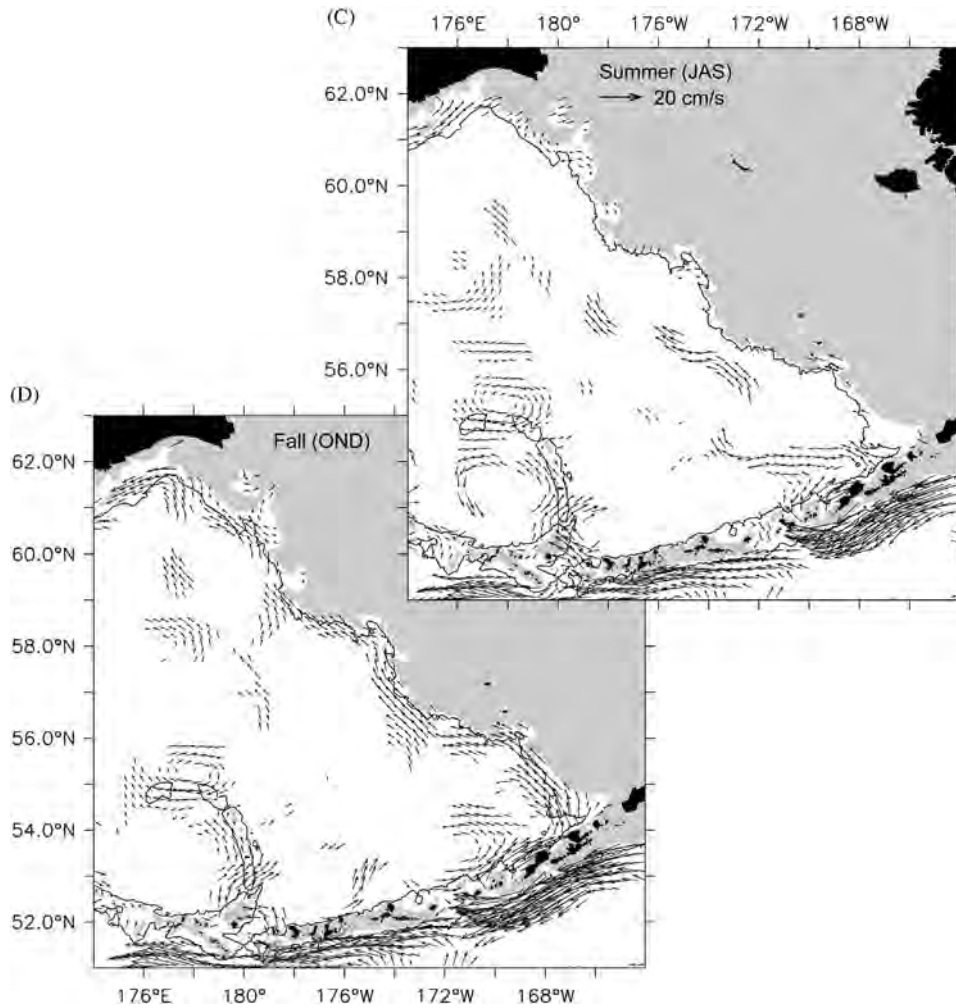 (C)
176°E 180° 176°W 172°W 168°W
Summer (JAS)
20 cm/s
62.0°N
60.0°N
58.0°N
56.0°N
(D)
Fall (OND)
62.0°N
60.0°N
58.0°N
56.0°N
54.0°N
52.0°N
176°E 180°W 176°W 172°W 168°W